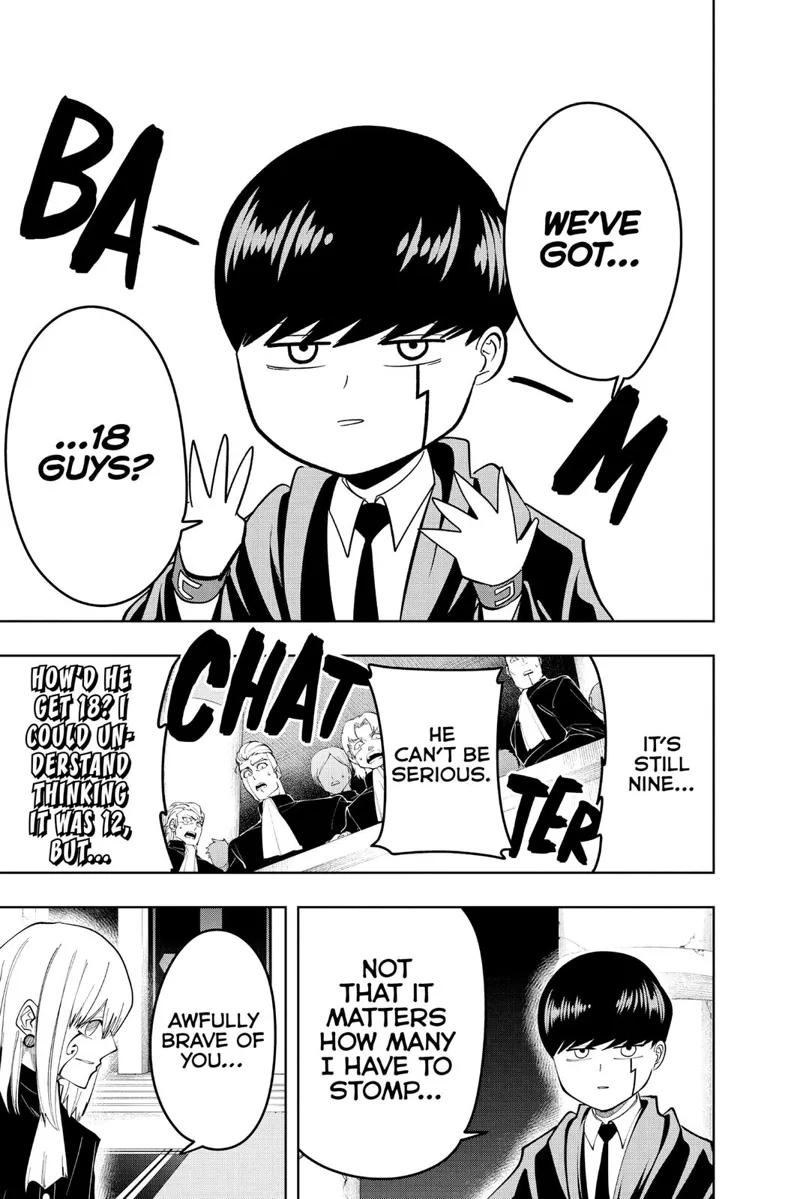 WE'VE
GOT...
BA-
-M
...18
GUYS?
IT'S
STILL
NINE...
HE
CAN'T BE
SERIOUS.
CHAT
TER
HOW'D HE
GET 18? I
COULD UN-
DERSTAND
THINKING
IT WAS 12,
BUT...
NOT
THAT IT
MATTERS
HOW MANY
I HAVE TO
STOMP...
AWFULLY
BRAVE OF
YOU...